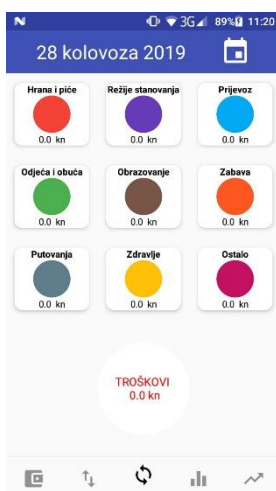 3G 89% 11:20
28 kolovoza 2019
Hrana i piće Režije stanovanja Prijevoz
0.0 kn 0.0 kn 0.0 kn
Odjeća i obuća Obrazovanje Zabava
0.0 kn 0.0 kn 0.0 kn
Putovanja Zdravlje Ostalo
0.0 kn 0.0 kn 0.0 kn
TROŠKOVI
0.0 kn